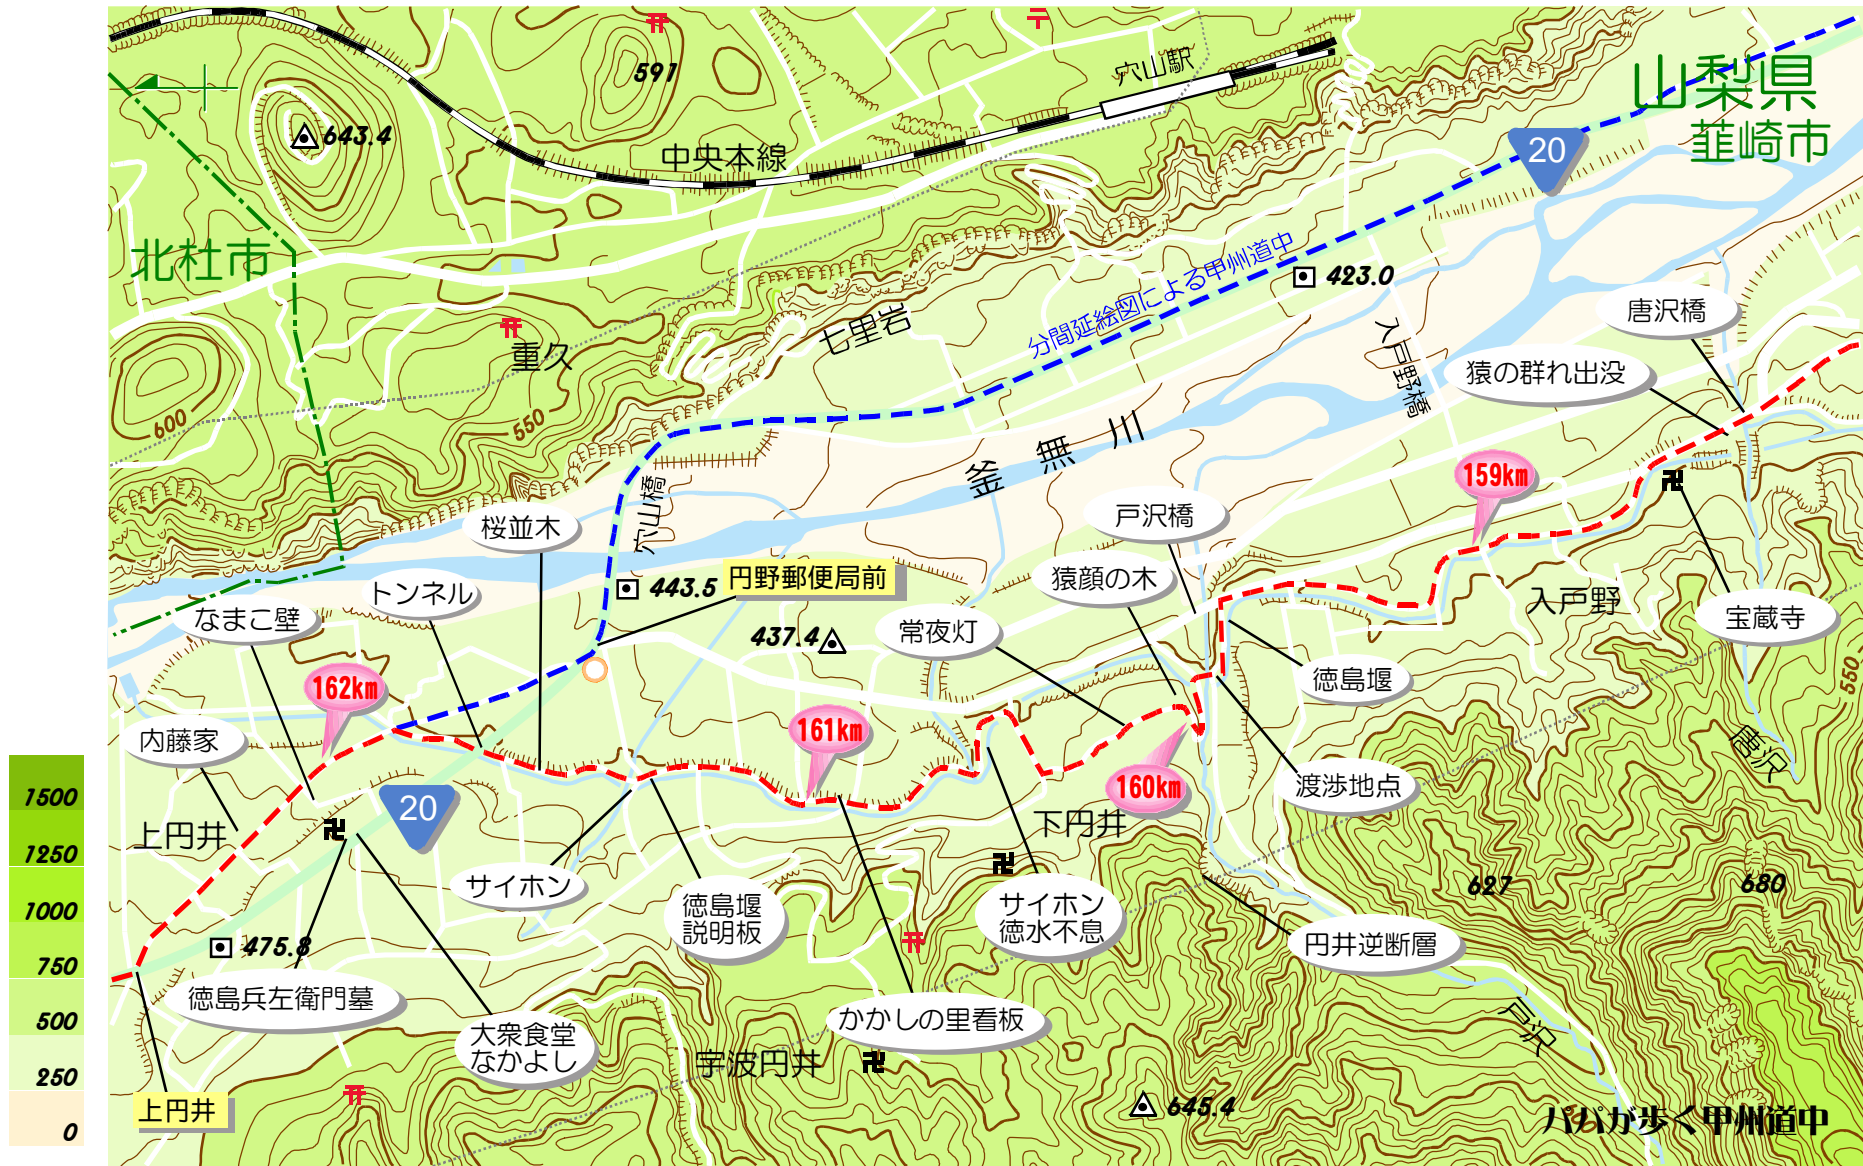 591
穴山駅
山梨県
韮崎市
20
643.4
中央本線
北杜市
分間延絵図による甲州道中
423.0
唐沢橋
七里岩
入戸野橋
重久
猿の群れ出没
600
550
釜無川
159km
穴山橋
桜並木
戸沢橋
円野郵便局前
443.5
猿顔の木
トンネル
入戸野
なまこ壁
437.4
常夜灯
宝蔵寺
162km
徳島堰
550
内藤家
161km
唐沢
160km
渡渉地点
20
上円井
下円井
1500
1250
1000
750
500
250
0
サイホン
徳島堰
説明板
サイホン
徳水不息
627
680
円井逆断層
475.8
徳島兵左衛門墓
かかしの里看板
大衆食堂
なかよし
戸沢
宇波円井
上円井
645.4
パパが歩く甲州道中